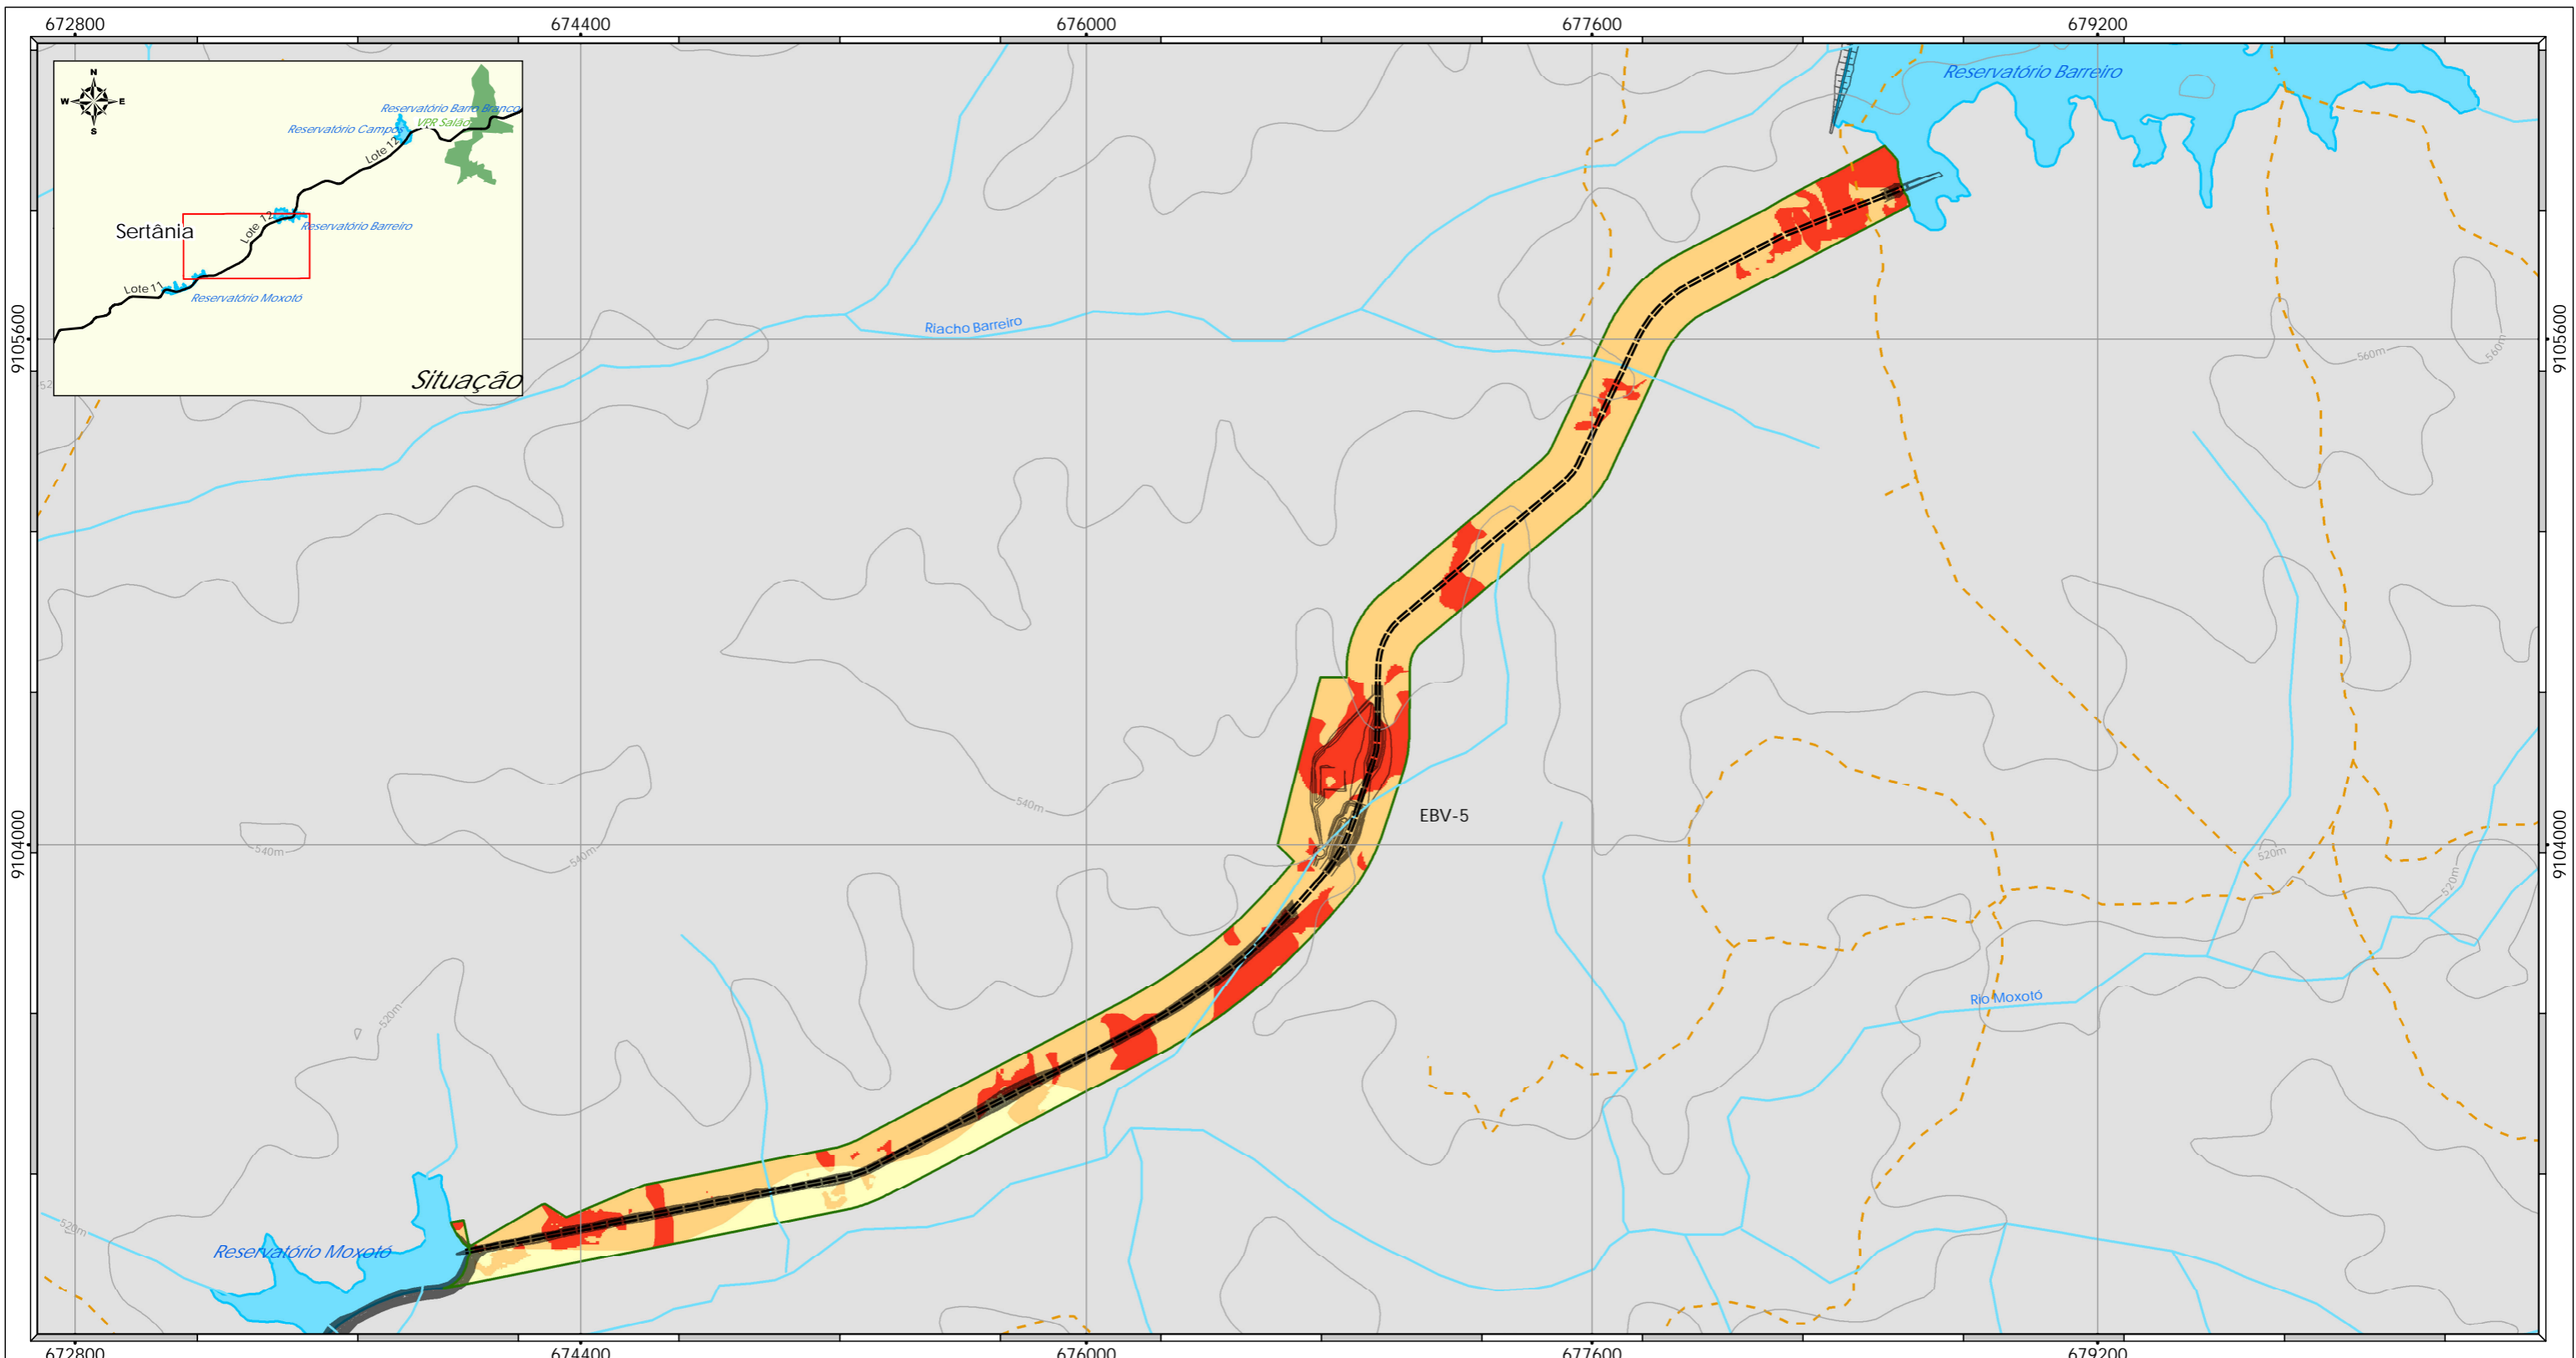 672800
674400
676000
677600
679200
N
W
E
S
Reservatório Barro Branco
VPR Salão
Reservatório Campos
Lote 12
Sertânia
Lote 12
Reservatório Barreiro
Lote 11
Reservatório Moxotó
Situação
Reservatório Barreiro
Riacho Barreiro
9105600
9105600
560m
560m
540m
540m
540m
EBV-5
9104000
9104000
520m
520m
520m
Rio Moxotó
520m
Reservatório Moxotó
672800
674400
676000
677600
679200